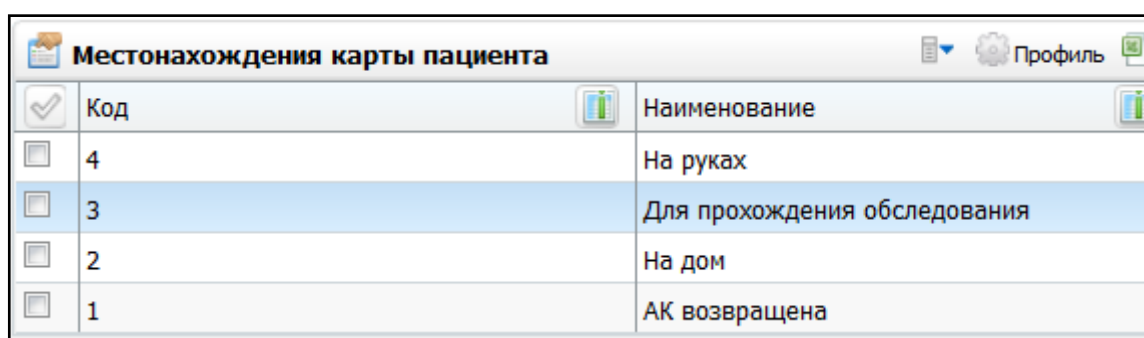 Местонахождения карты пациента Профиль
Код Наименование
4 На руках
3 Для прохождения обследования
2 На дом
1 АК возвращена